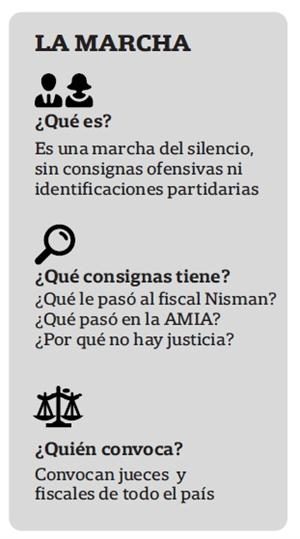 LA MARCHA
¿Qué es?
Es una marcha del silencio,
sin consignas ofensivas ni
identificaciones partidarias
¿Qué consignas tiene?
¿Qué le pasó al fiscal Nisman?
¿Qué pasó en la AMIA?
¿Por qué no hay justicia?
¿Quién convoca?
Convocan jueces y
fiscales de todo el país